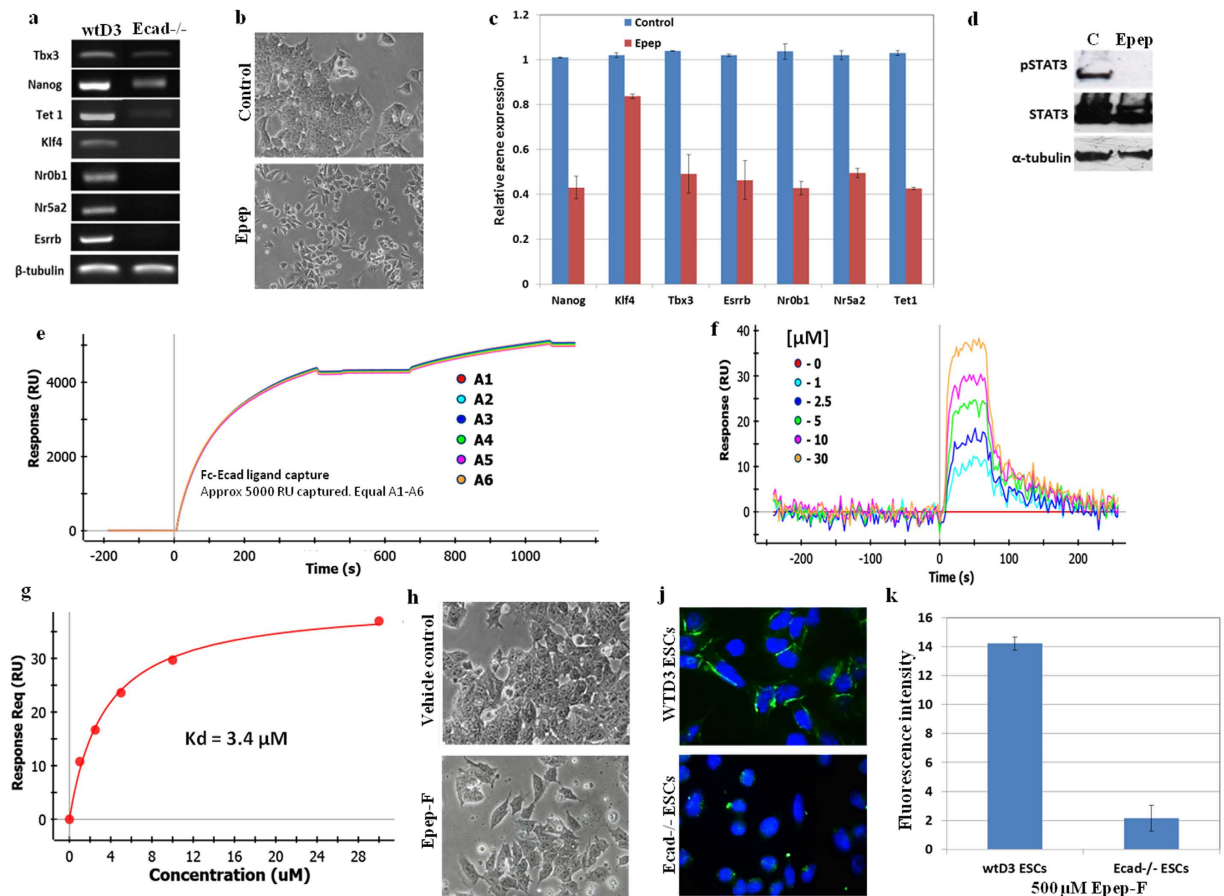 a
wtD3 Ecad-/-
Tbx3
Nanog
Tet 1
Klf4
Nr0b1
Nr5a2
Esrrb
β-tubulin
b
Control
Epep
c
Control
Epep
Relative gene expression
1.2
1
0.8
0.6
0.4
0.2
0
Nanog Klf4 Tbx3 Esrrb Nr0b1 Nr5a2 Tet1
d
C Epep
pSTAT3
STAT3
α-tubulin
e
Response (RU)
4000
2000
0
A1
A2
A3
A4
A5
A6
Fc-Ecad ligand capture
Approx 5000 RU captured. Equal A1-A6
-200 0 200 400 600 800 1000
Time (s)
f
Response (RU)
40
30
20
10
0
[µM]
- 0
- 1
- 2.5
- 5
- 10
- 30
-200 -100 0 100 200
Time (s)
g
Response Req (RU)
30
20
10
0
Kd = 3.4 µM
0 4 8 12 16 20 24 28
Concentration (uM)
h
Vehicle control
Epep-F
j
WTD3 ESCs
Ecad-/- ESCs
k
Fluorescence intensity
16
14
12
10
8
6
4
2
0
wtD3 ESCs Ecad-/- ESCs
500 µM Epep-F